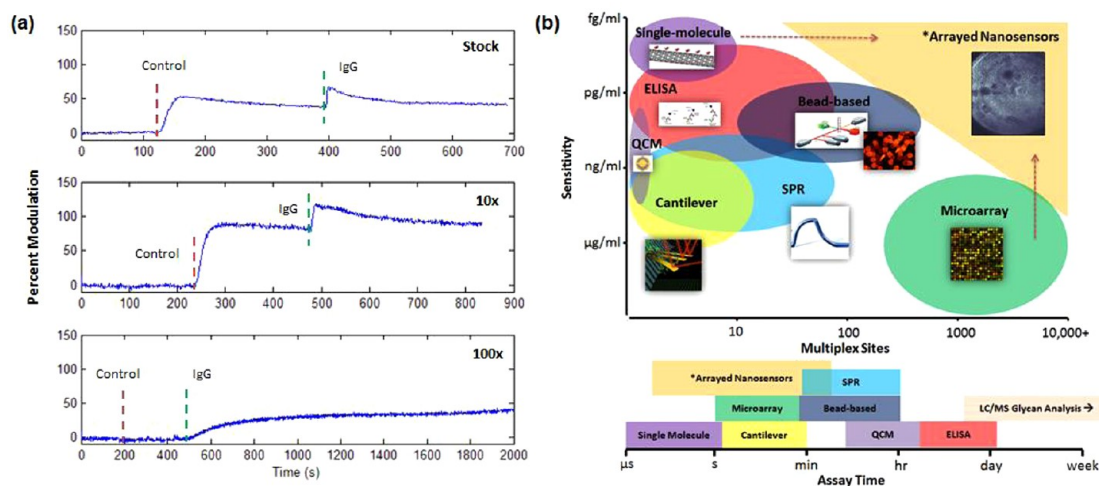 (a)
Percent Modulation
150
100
50
0
Stock
Control
IgG
0 100 200 300 400 500 600 700
150
100
50
0
10x
Control
IgG
0 100 200 300 400 500 600 700 800 900
150
100
50
0
100x
Control
IgG
0 200 400 600 800 1000 1200 1400 1600 1800 2000
Time (s)
(b)
Sensitivity
fg/ml
pg/ml
ng/ml
µg/ml
Single-molecule
*Arrayed Nanosensors
ELISA
Bead-based
QCM
SPR
Cantilever
Microarray
10 100 1000 10,000+
Multiplex Sites
*Arrayed Nanosensors SPR
Microarray Bead-based LC/MS Glycan Analysis →
Single Molecule Cantilever QCM ELISA
µs s min hr day week
Assay Time